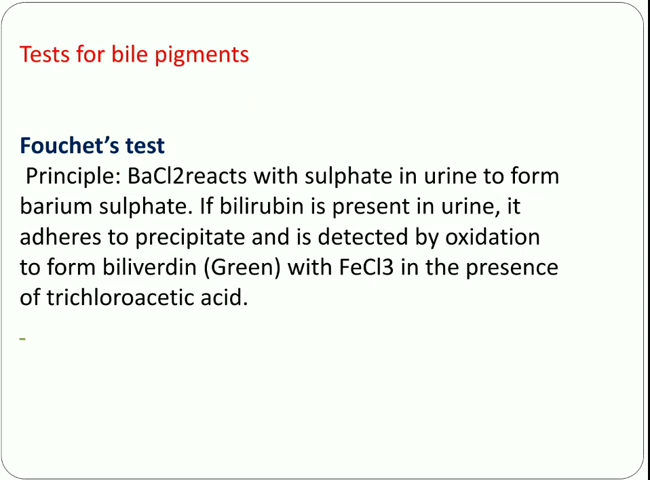 Tests for bile pigments
Fouchet’s test
Principle: BaCl2reacts with sulphate in urine to form
barium sulphate. If bilirubin is present in urine, it
adheres to precipitate and is detected by oxidation
to form biliverdin (Green) with FeCl3 in the presence
of trichloroacetic acid.
-